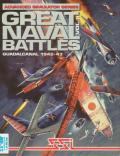 ADVANCED SIMULATOR SERIES
GREAT
NAVAL
BATTLES
GUADALCANAL 1942-43
SSI